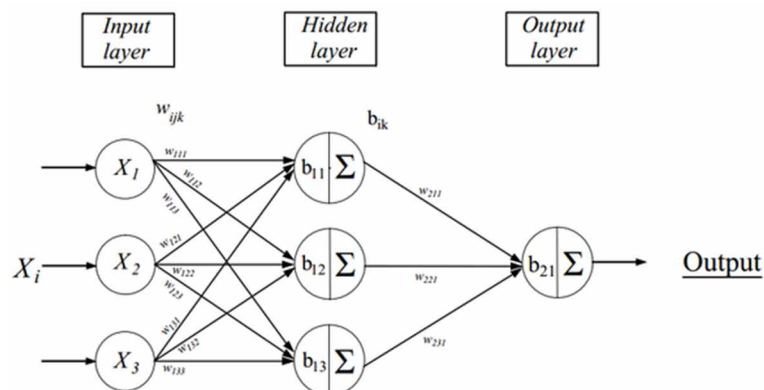 Input
layer
Hidden
layer
Output
layer
w_ijk
b_ik
X_1
w_111
w_112
w_113
b_11 Σ
w_211
X_i
X_2
w_121
w_122
w_123
b_12 Σ
w_221
b_21 Σ
Output
X_3
w_131
w_132
w_133
b_13 Σ
w_231